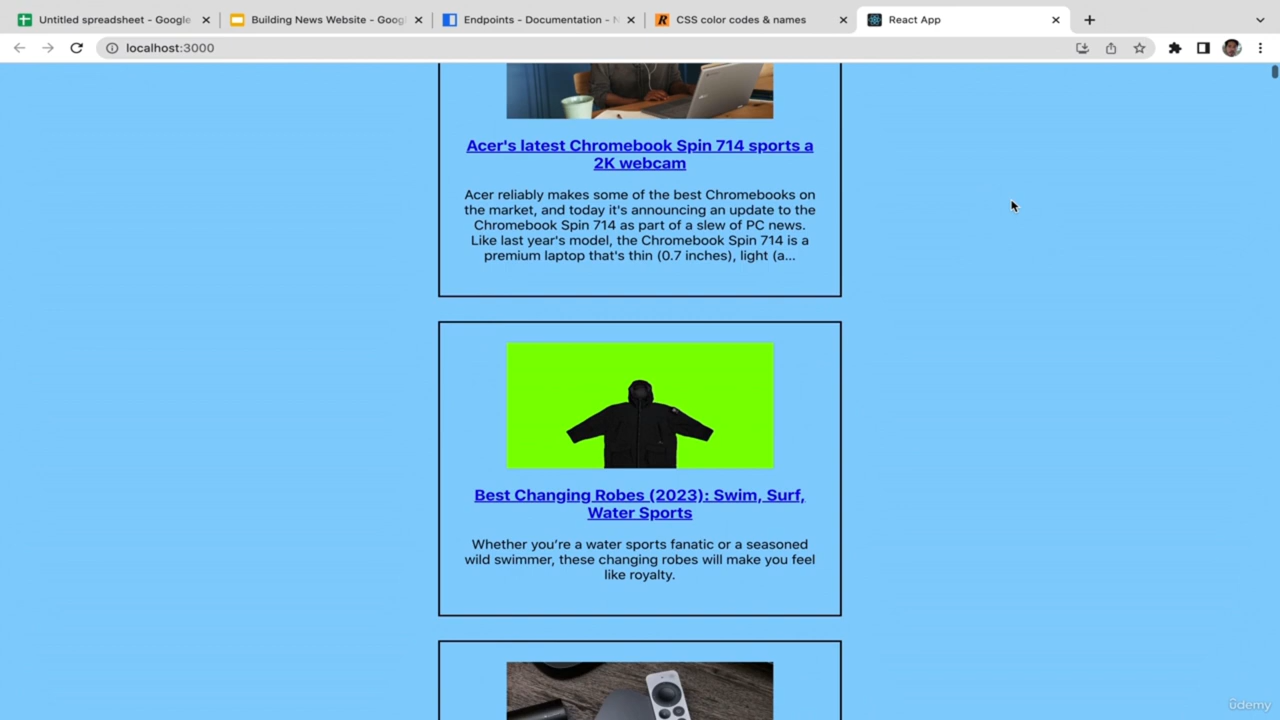 Untitled spreadsheet - Google
Building News Website - Goog
Endpoints - Documentation - N
CSS color codes & names
React App
localhost:3000
Acer's latest Chromebook Spin 714 sports a
2K webcam
Acer reliably makes some of the best Chromebooks on
the market, and today it's announcing an update to the
Chromebook Spin 714 as part of a slew of PC news.
Like last year's model, the Chromebook Spin 714 is a
premium laptop that's thin (0.7 inches), light (a...
Best Changing Robes (2023): Swim, Surf,
Water Sports
Whether you’re a water sports fanatic or a seasoned
wild swimmer, these changing robes will make you feel
like royalty.
ûdemy